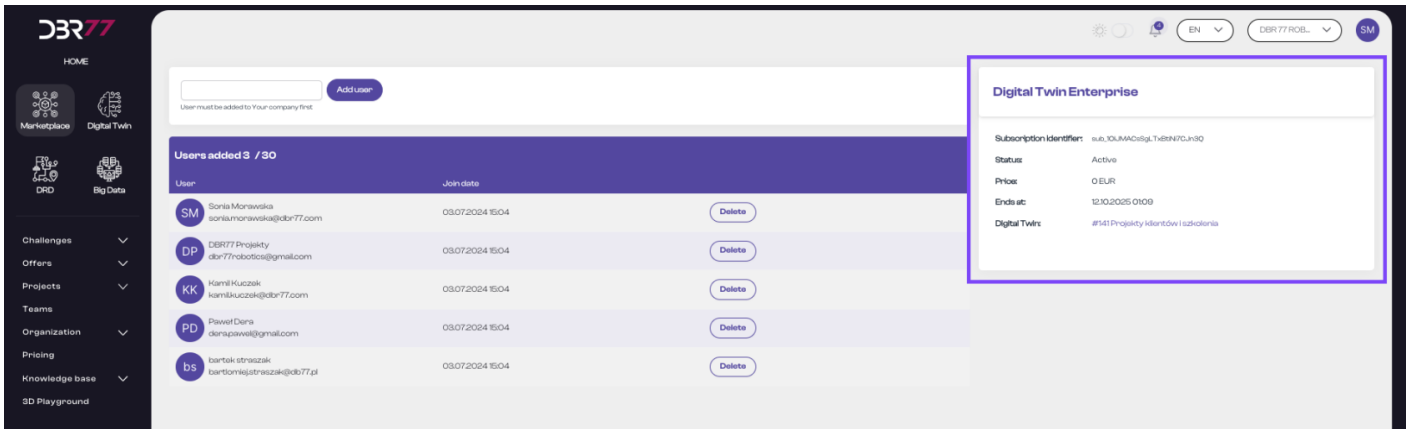 DBR77
HOME
Marketplace
Digital Twin
DRD
Big Data
Challenges
Offers
Projects
Teams
Organization
Pricing
Knowledge base
3D Playground
4
EN
DBR77 ROB...
SM
Add user
User must be added to Your company first
Users added 3 / 30
User Join date
SM Sonia Morawska 03.07.2024 15:04 Delete
sonia.morawska@dbr77.com
DP DBR77 Projekty 03.07.2024 15:04 Delete
dbr77robotics@gmail.com
KK Kamil Kuczek 03.07.2024 15:04 Delete
kamil.kuczek@dbr77.com
PD Paweł Dera 03.07.2024 15:04 Delete
dera.pawel@gmail.com
bs bartek straszak 03.07.2024 15:04 Delete
bartlomiej.straszak@db77.pl
Digital Twin Enterprise
Subscription identifier:
Status: Active
Price: 0 EUR
Ends at: 12.10.2025 01:09
Digital Twin: #141 Projekty klientów i szkolenia